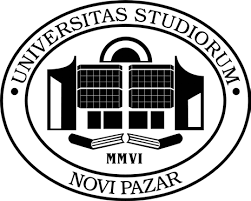 • UNIVERSITAS STUDIORUM •
MMVI
NOVI PAZAR